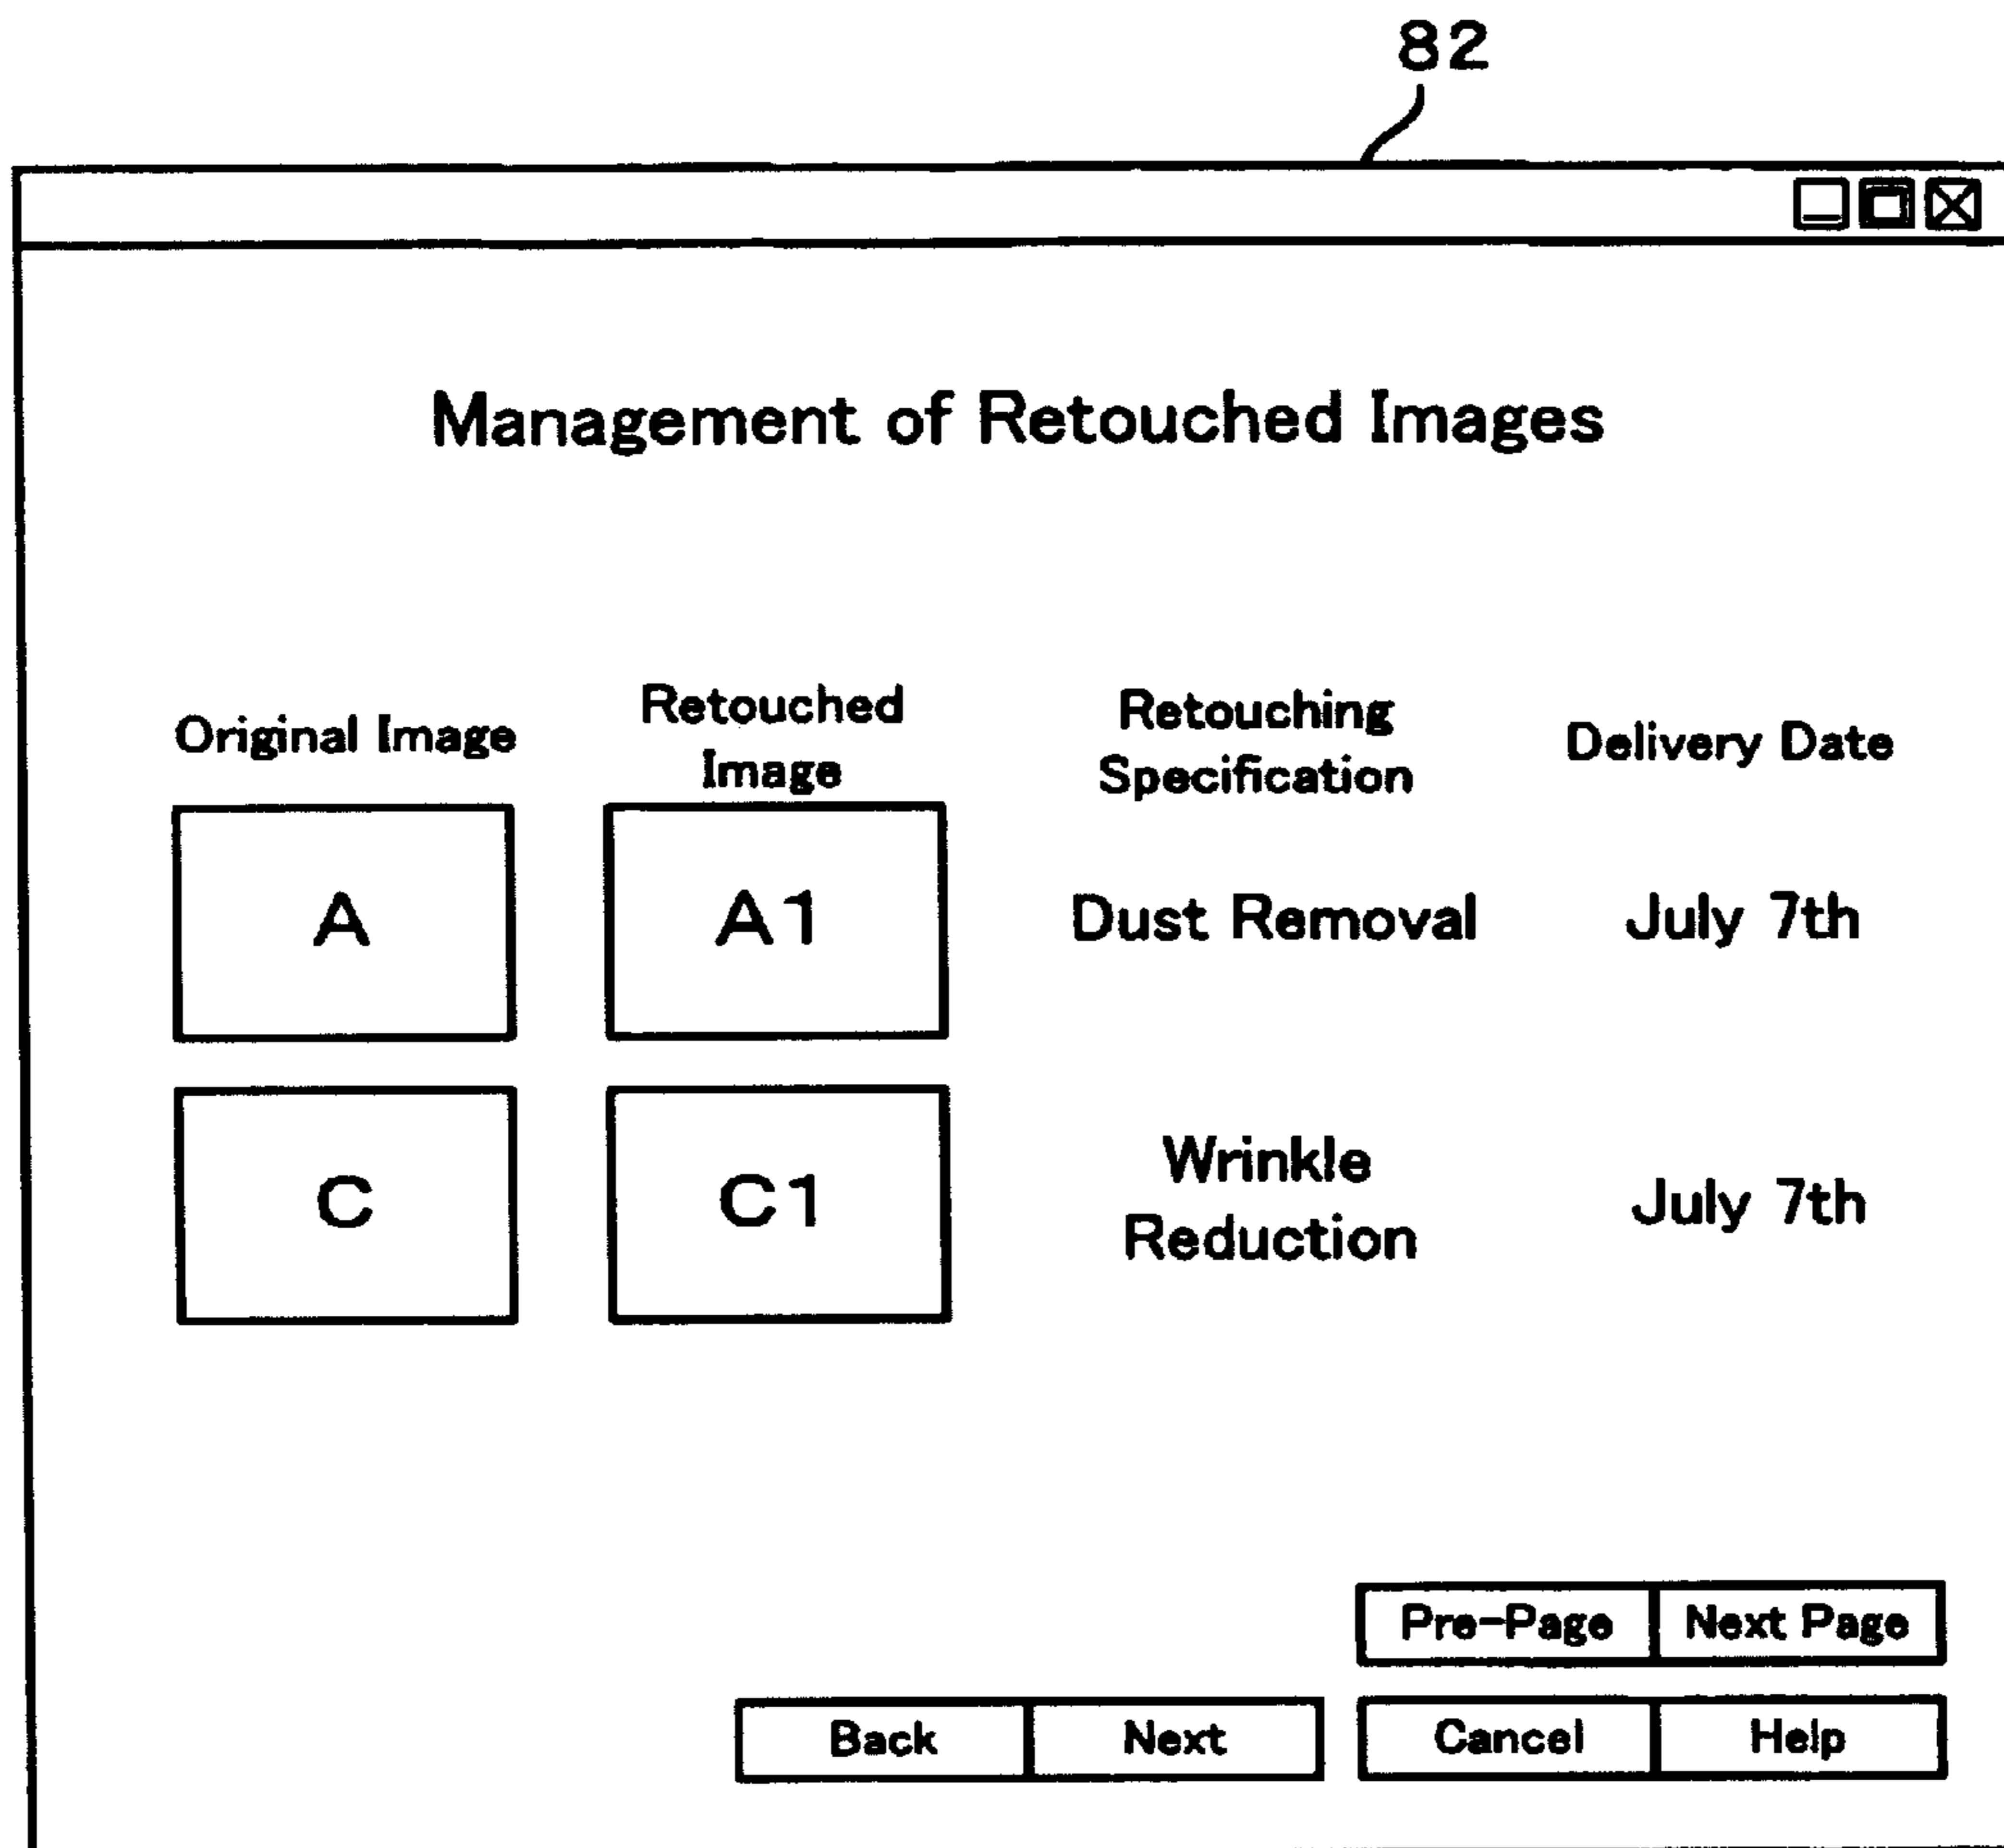 82
Management of Retouched Images
Original Image
Retouched
Image
Retouching
Specification
Delivery Date
A
A1
Dust Removal
July 7th
C
C1
Wrinkle
Reduction
July 7th
Pre-Page
Next Page
Back
Next
Cancel
Help